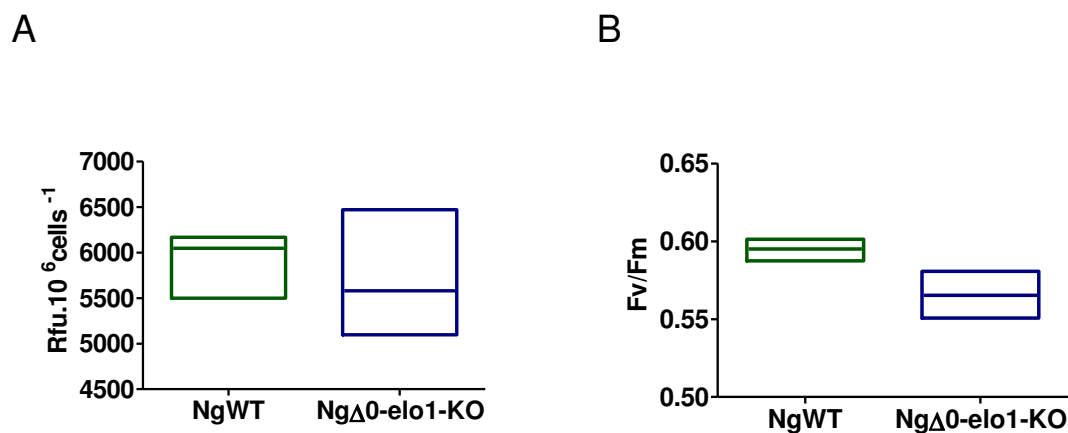 A
B
7000
6500
6000
5500
5000
4500
Rfu.10 ⁶cells⁻¹
NgWT
NgΔ0-elo1-KO
0.65
0.60
0.55
0.50
Fv/Fm
NgWT
NgΔ0-elo1-KO